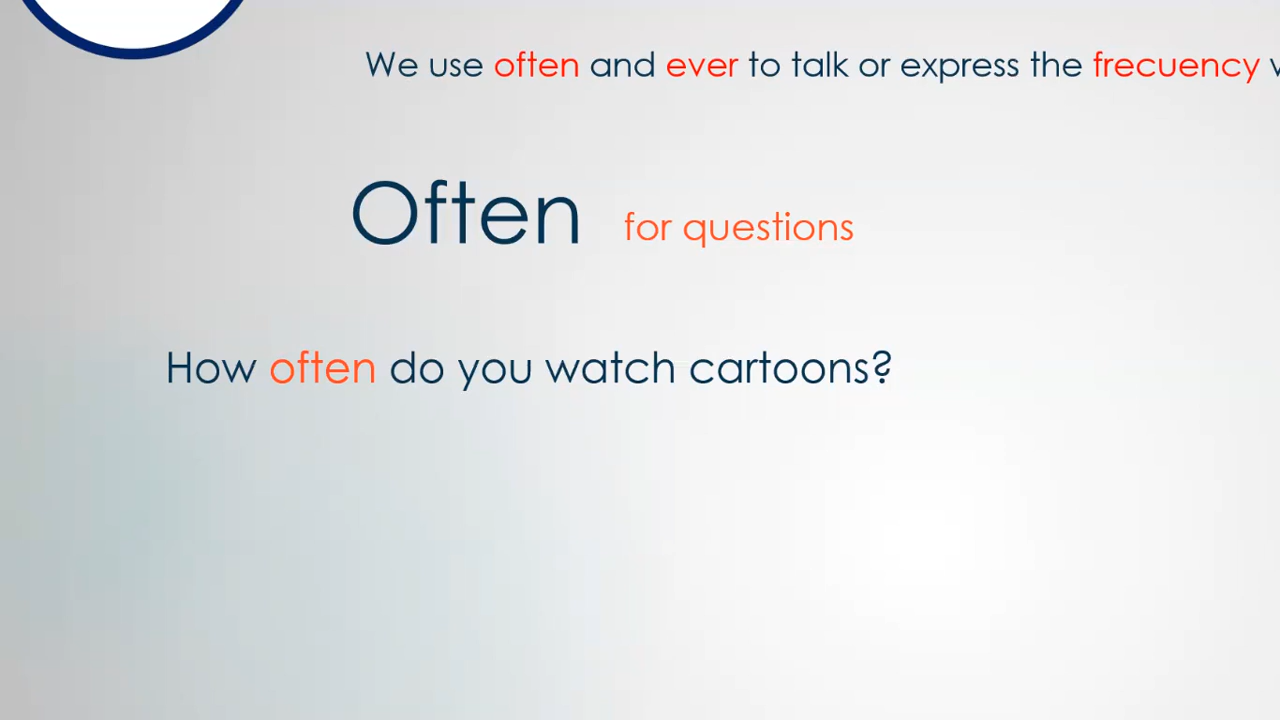 We use often and ever to talk or express the frecuency
Often for questions
How often do you watch cartoons?